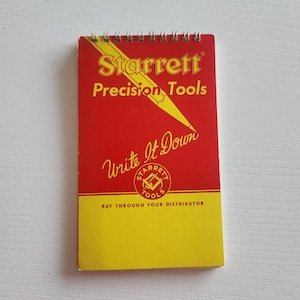 Starrett®
Precision Tools
Write It Down
STARRETT
TOOLS
BUY THROUGH YOUR DISTRIBUTOR